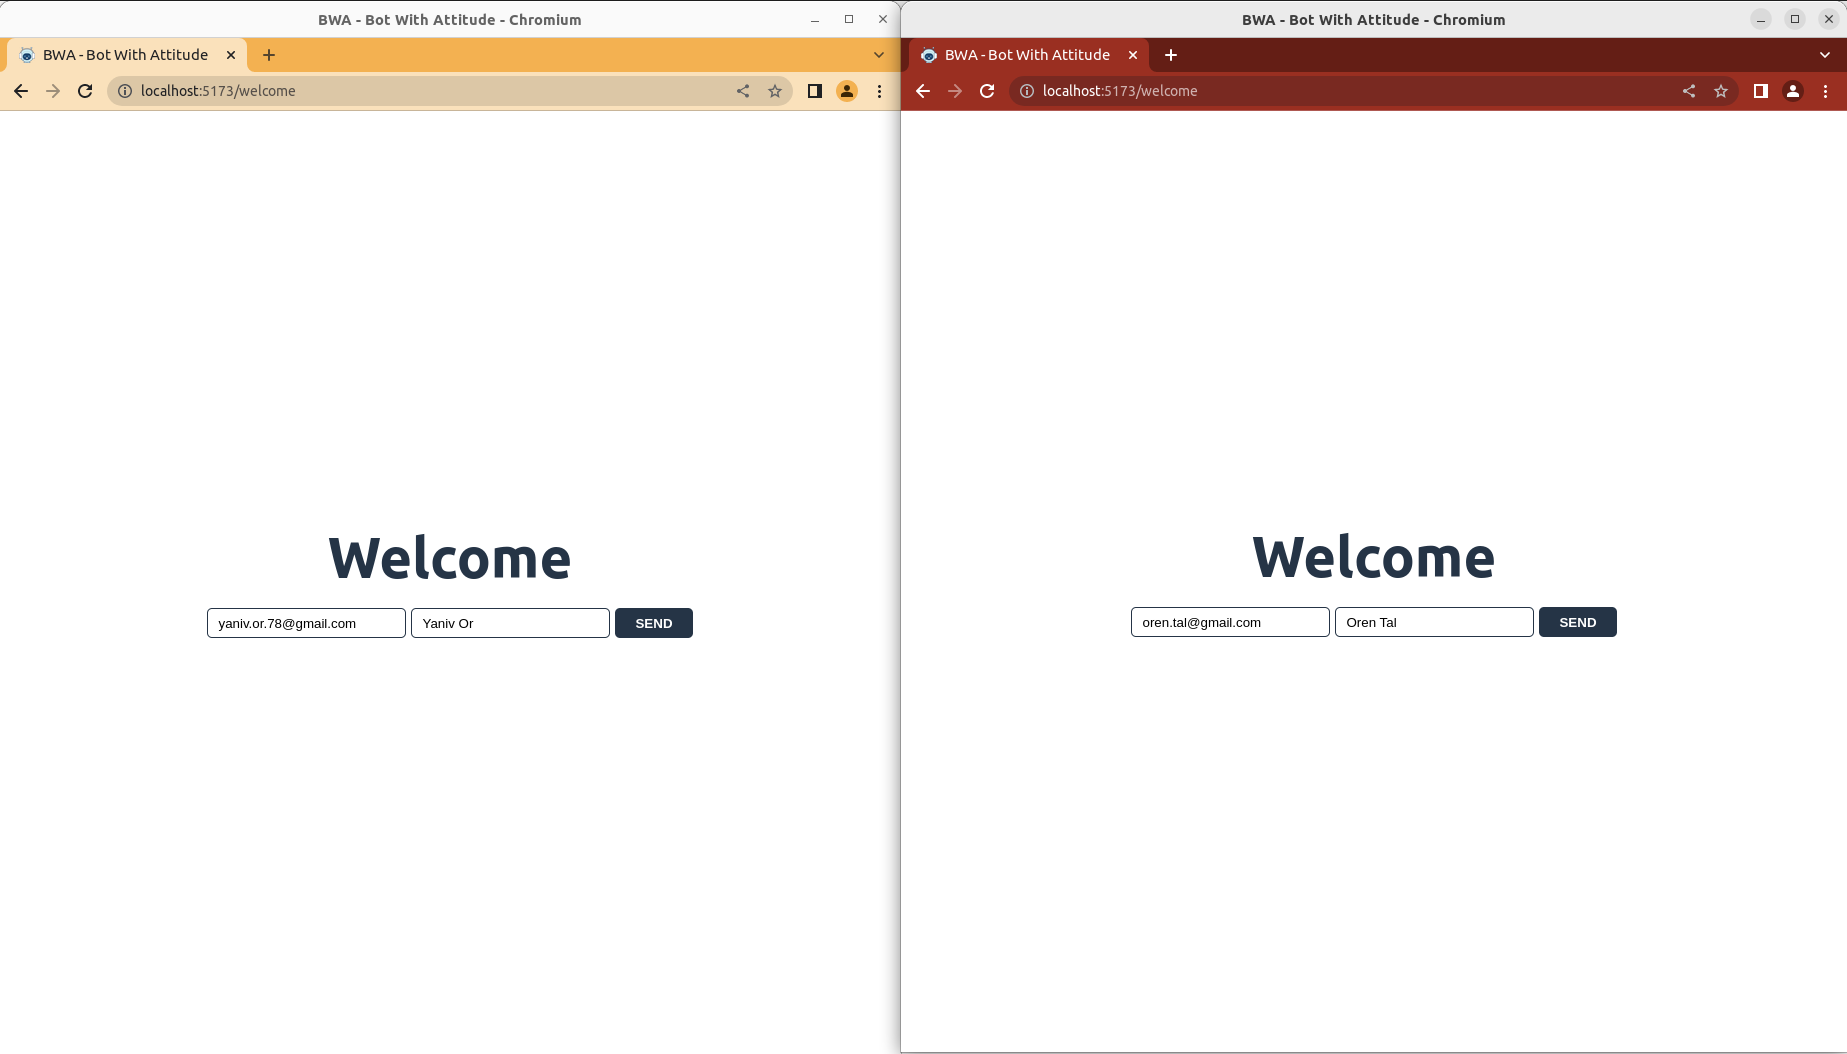 BWA - Bot With Attitude - Chromium
BWA - Bot With Attitude
localhost:5173/welcome
Welcome
yaniv.or.78@gmail.com
Yaniv Or
SEND
BWA - Bot With Attitude - Chromium
BWA - Bot With Attitude
localhost:5173/welcome
Welcome
oren.tal@gmail.com
Oren Tal
SEND